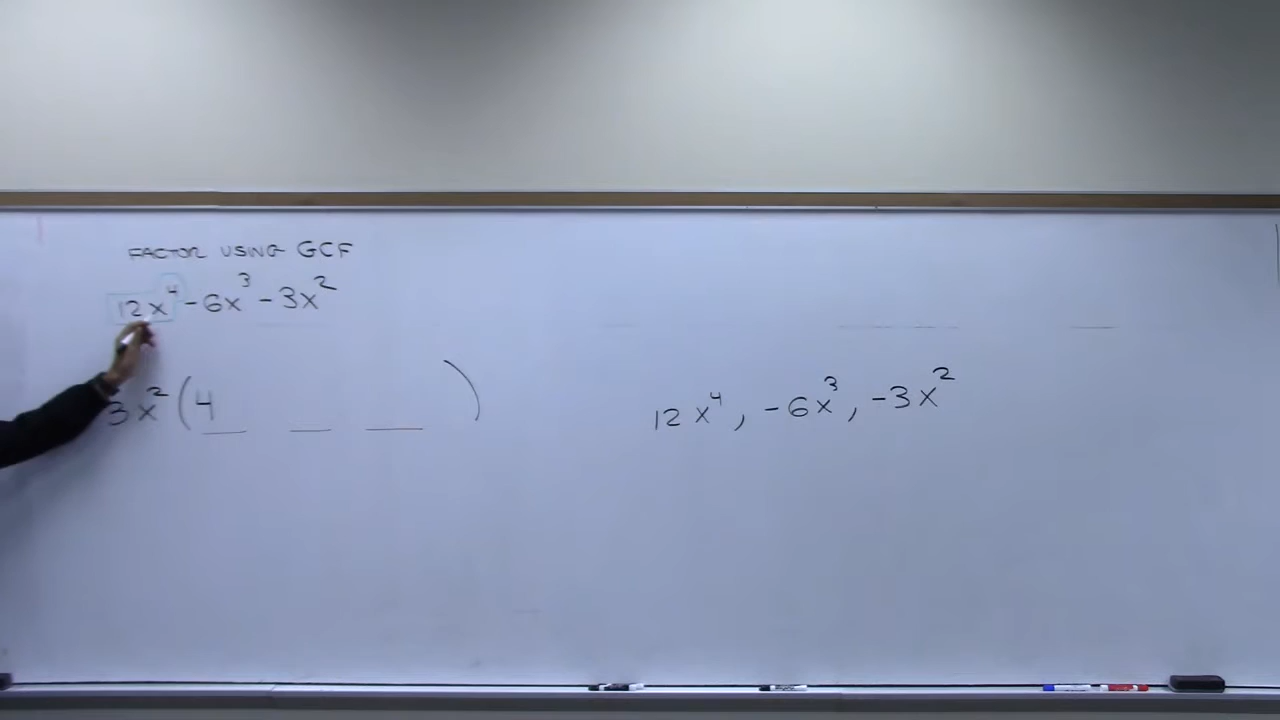 FACTOR USING GCF
12x⁴ - 6x³ - 3x²
3x² (4 __ __ __ )
12x⁴, -6x³, -3x²